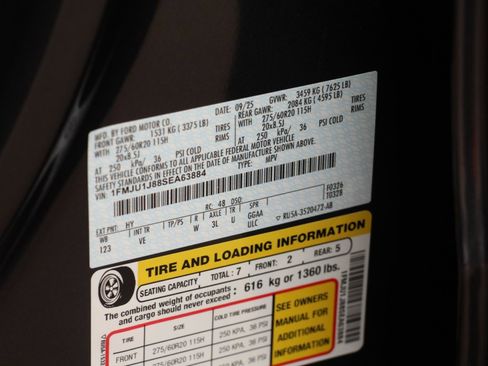 MFD. BY FORD MOTOR CO.
DATE: 09/25 GVWR: 3459 KG (7625 LB)
FRONT GAWR: 1531 KG (3375 LB) REAR GAWR: 2084 KG (4595 LB)
WITH 275/60R20 115H TIRES WITH 275/60R20 115H TIRES
20x8.5J RIMS 20x8.5J RIMS
AT 250 kPa/ 36 PSI COLD AT 250 kPa/ 36 PSI COLD
THIS VEHICLE CONFORMS TO ALL APPLICABLE FEDERAL MOTOR VEHICLE
SAFETY STANDARDS IN EFFECT ON THE DATE OF MANUFACTURE SHOWN ABOVE.
VIN: 1FMJU1J88SEA63884 TYPE: MPV
EXT PNT: HY RC: 48 DSO: F0326
WB INT TR TP/PS R AXLE TR SPR T0328
123 VE W 3L U GGAA
ULC RU5A-3520472-AB
TIRE AND LOADING INFORMATION
SEATING CAPACITY TOTAL: 7 FRONT: 2 REAR: 5
The combined weight of occupants and cargo should never exceed: 616 kg or 1360 lbs.
TIRE SIZE COLD TIRE PRESSURE
FRONT 275/60R20 115H 250 KPA, 36 PSI
275/60R20 115H 250 KPA, 36 PSI
SEE OWNERS
MANUAL FOR
ADDITIONAL
INFORMATION